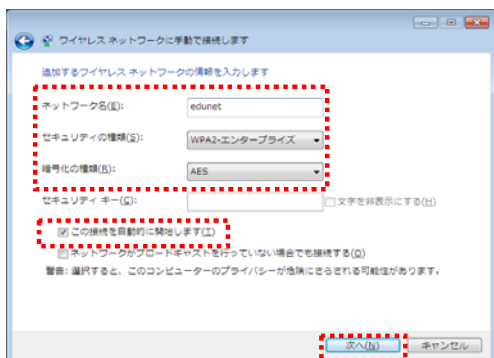 ワイヤレス ネットワークに手動で接続します
追加するワイヤレス ネットワークの情報を入力します
ネットワーク名(E): edunet
セキュリティの種類(S): WPA2-エンタープライズ
暗号化の種類(R): AES
セキュリティ キー(C): 文字を非表示にする(H)
この接続を自動的に開始します(T)
ネットワークがブロードキャストを行っていない場合でも接続する(O)
警告: 選択すると、このコンピューターのプライバシーが危険にさらされる可能性があります。
次へ(N) キャンセル